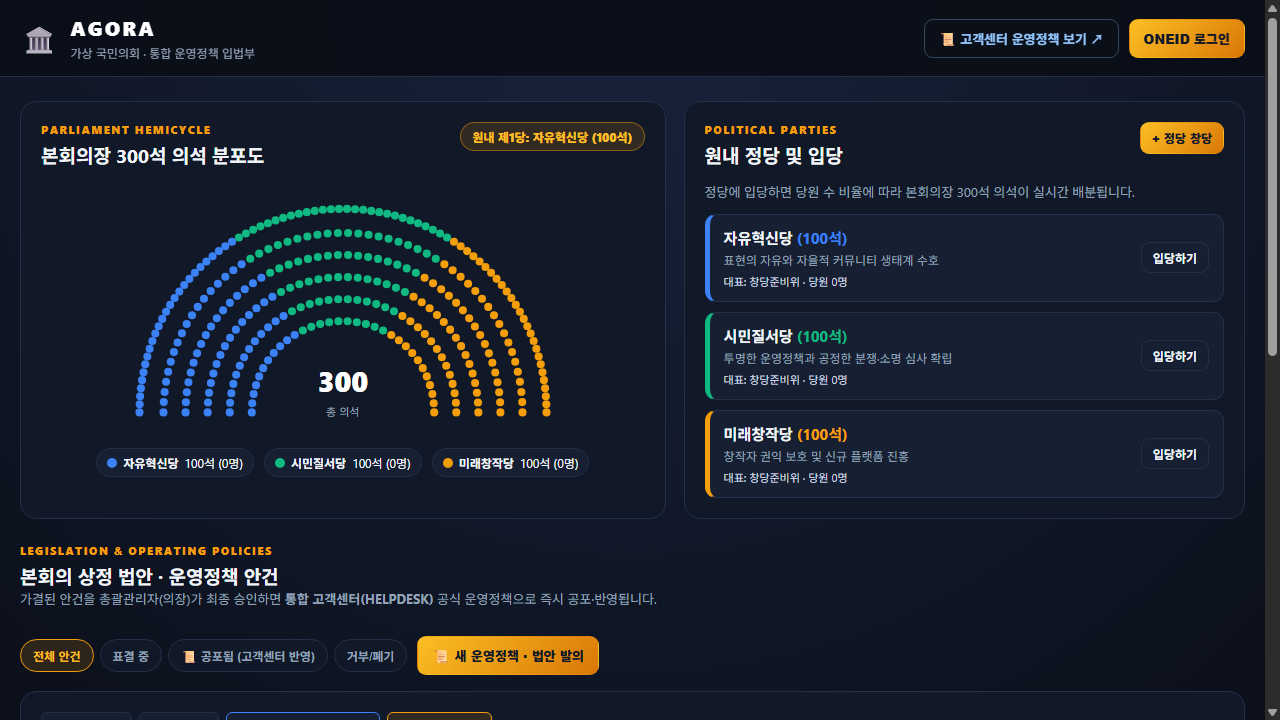 AGORA
가상 국민의회 · 통합 운영정책 입법부
📜 고객센터 운영정책 보기 ↗
ONEID 로그인
PARLIAMENT HEMICYCLE
본회의장 300석 의석 분포도
원내 제1당: 자유혁신당 (100석)
300
총 의석
자유혁신당 100석 (0명)
시민질서당 100석 (0명)
미래창작당 100석 (0명)
POLITICAL PARTIES
원내 정당 및 입당
+ 정당 창당
정당에 입당하면 당원 수 비율에 따라 본회의장 300석 의석이 실시간 배분됩니다.
자유혁신당 (100석)
표현의 자유와 자율적 커뮤니티 생태계 수호
대표: 창당준비위 · 당원 0명
입당하기
시민질서당 (100석)
투명한 운영정책과 공정한 분쟁·소명 심사 확립
대표: 창당준비위 · 당원 0명
입당하기
미래창작당 (100석)
창작자 권익 보호 및 신규 플랫폼 진흥
대표: 창당준비위 · 당원 0명
입당하기
LEGISLATION & OPERATING POLICIES
본회의 상정 법안 · 운영정책 안건
가결된 안건을 총괄관리자(의장)가 최종 승인하면 통합 고객센터(HELPDESK) 공식 운영정책으로 즉시 공포·반영됩니다.
전체 안건
표결 중
📜 공포됨 (고객센터 반영)
거부/폐기
📜 새 운영정책 · 법안 발의